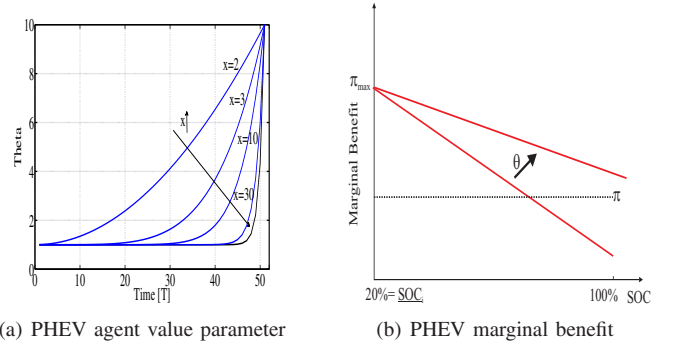 10
8
6
4
2
0
Theta
x=2
x=3
x=10
x=30
x
0 10 20 30 40 50
Time [T]
(a) PHEV agent value parameter
Marginal Benefit
πmax
θ
π
20%= SOC
100% SOC
(b) PHEV marginal benefit